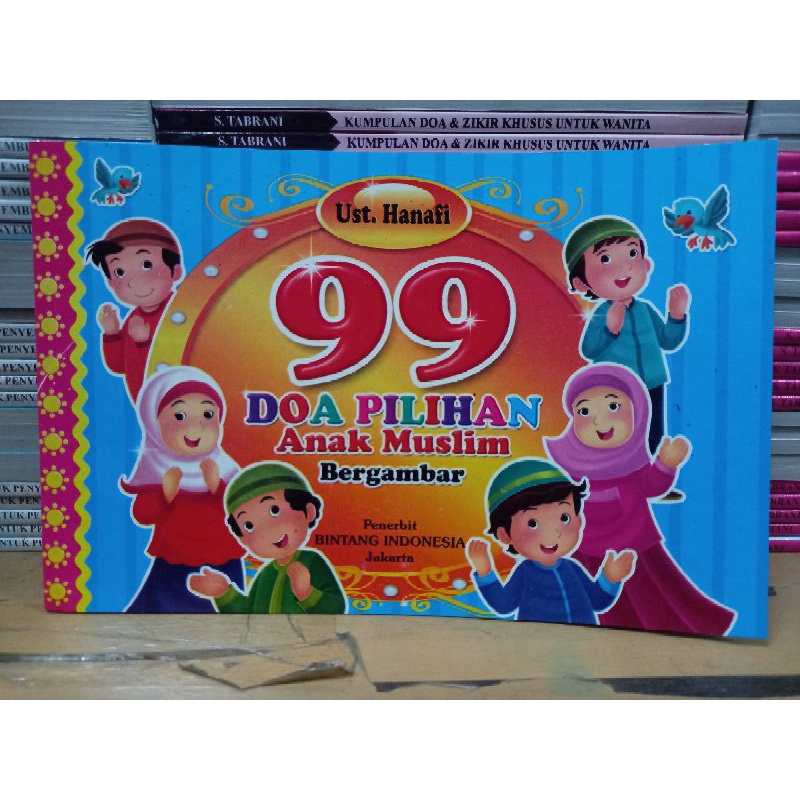 S. TABRANI KUMPULAN DOA & ZIKIR KHUSUS UNTUK WANITA
S. TABRANI KUMPULAN DOA & ZIKIR KHUSUS UNTUK WANITA
Ust. Hanafi
99
DOA PILIHAN
Anak Muslim
Bergambar
Penerbit
BINTANG INDONESIA
Jakarta